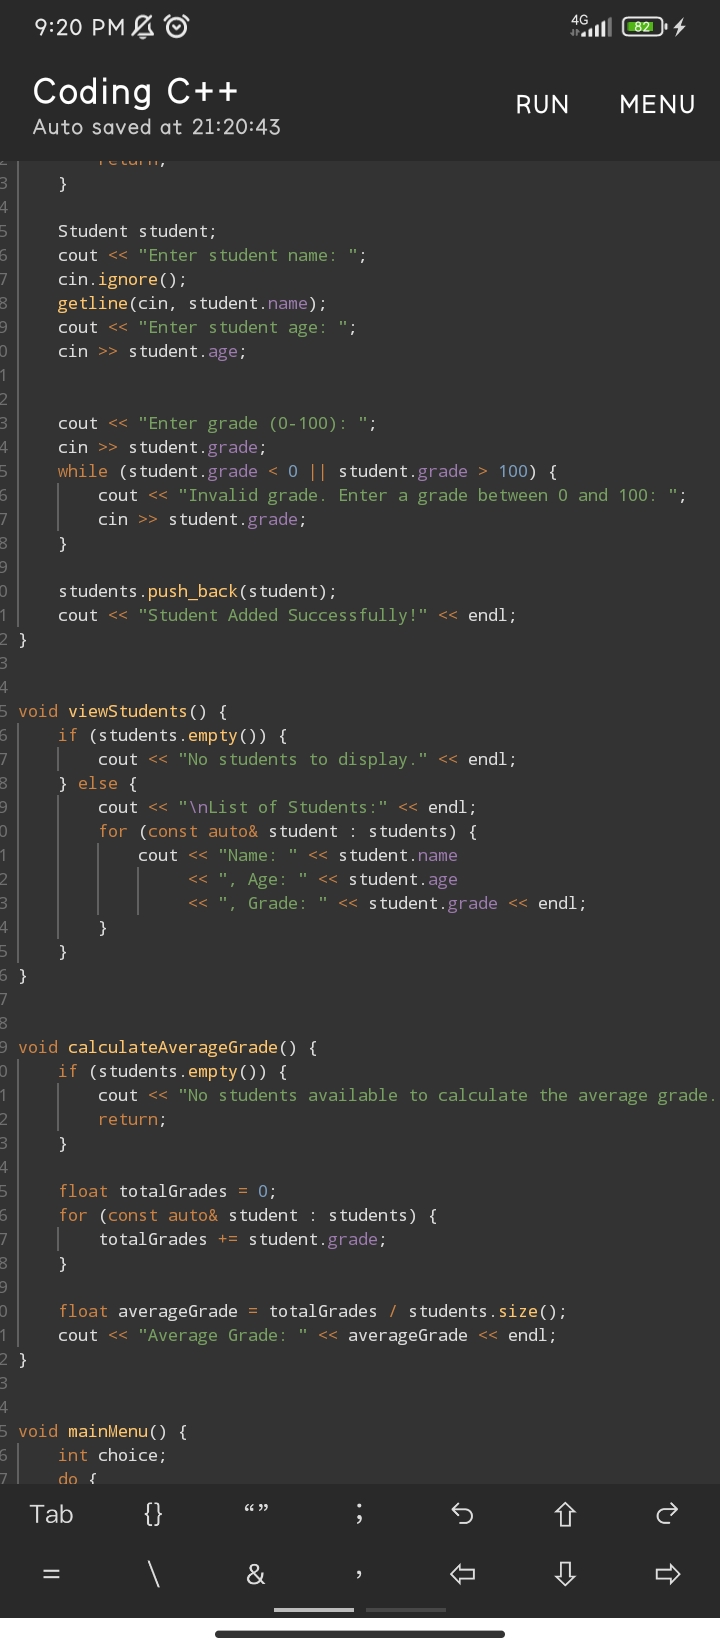 9:20 PM 4G 82
Coding C++
RUN MENU
Auto saved at 21:20:43
2 return;
3 }
4
5 Student student;
6 cout << "Enter student name: ";
7 cin.ignore();
8 getline(cin, student.name);
9 cout << "Enter student age: ";
0 cin >> student.age;
1
2
3 cout << "Enter grade (0-100): ";
4 cin >> student.grade;
5 while (student.grade < 0 || student.grade > 100) {
6 cout << "Invalid grade. Enter a grade between 0 and 100: ";
7 cin >> student.grade;
8 }
9
0 students.push_back(student);
1 cout << "Student Added Successfully!" << endl;
2 }
3
4
5 void viewStudents() {
6 if (students.empty()) {
7 cout << "No students to display." << endl;
8 } else {
9 cout << "\nList of Students:" << endl;
0 for (const auto& student : students) {
1 cout << "Name: " << student.name
2 << ", Age: " << student.age
3 << ", Grade: " << student.grade << endl;
4 }
5 }
6 }
7
8
9 void calculateAverageGrade() {
0 if (students.empty()) {
1 cout << "No students available to calculate the average grade.
2 return;
3 }
4
5 float totalGrades = 0;
6 for (const auto& student : students) {
7 totalGrades += student.grade;
8 }
9
0 float averageGrade = totalGrades / students.size();
1 cout << "Average Grade: " << averageGrade << endl;
2 }
3
4
5 void mainMenu() {
6 int choice;
7 do {
Tab {} “” ;
= \ & ,